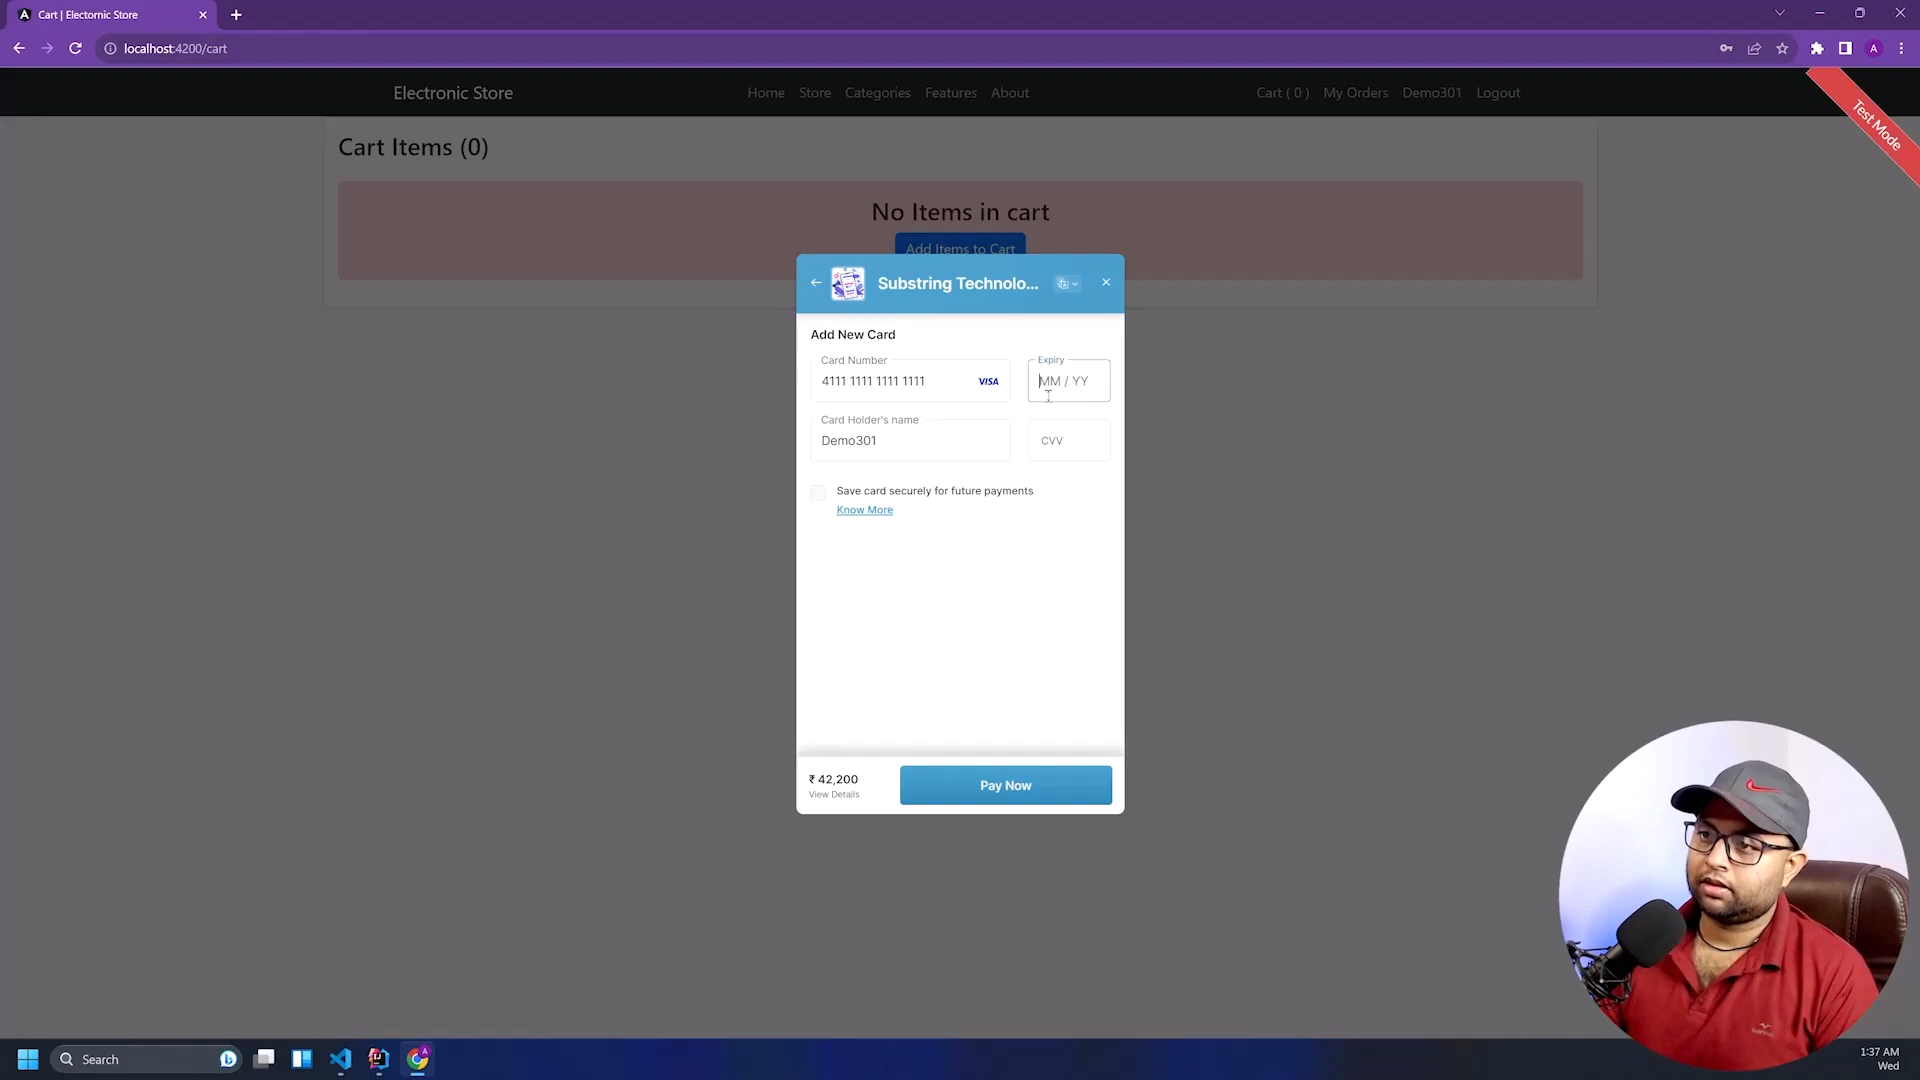 Cart | Electornic Store
localhost:4200/cart
A
Electronic Store
Home
Store
Categories
Features
About
Cart ( 0 )
My Orders
Demo301
Logout
Test Mode
Cart Items (0)
No Items in cart
Add Items to Cart
Substring Technolo...
Add New Card
Card Number
4111 1111 1111 1111
VISA
Expiry
MM / YY
Card Holder's name
Demo301
CVV
Save card securely for future payments
Know More
₹ 42,200
View Details
Pay Now
Search
1:37 AM
Wed